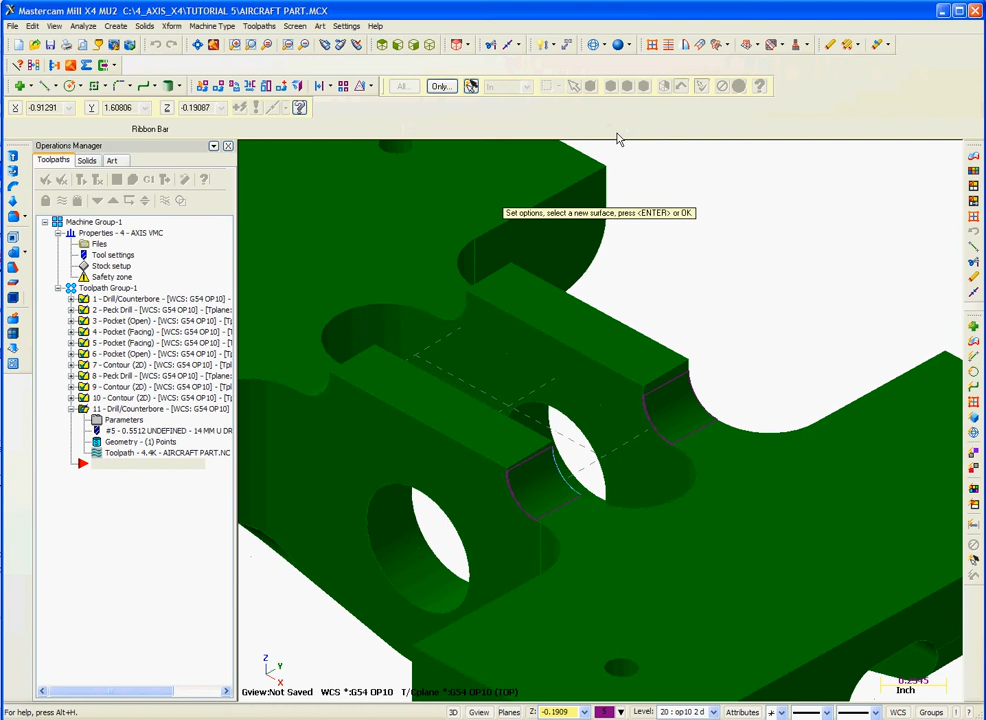 Mastercam Mill X4 MU2 C:\4_AXIS_X4\TUTORIAL 5\AIRCRAFT PART.MCX
File Edit View Analyze Create Solids Xform Machine Type Toolpaths Screen Art Settings Help
All... Only... In
X -0.91291 Y 1.60806 Z -0.19087
Ribbon Bar
Operations Manager
Toolpaths Solids Art
G1
Machine Group-1
Properties - 4 - AXIS VMC
Files
Tool settings
Stock setup
Safety zone
Toolpath Group-1
1 - Drill/Counterbore - [WCS: G54 OP10] -
2 - Peck Drill - [WCS: G54 OP10] - [Tplane:
3 - Pocket (Open) - [WCS: G54 OP10] - [Tp
4 - Pocket (Facing) - [WCS: G54 OP10] - [T
5 - Pocket (Facing) - [WCS: G54 OP10] - [T
6 - Pocket (Open) - [WCS: G54 OP10] - [Tp
7 - Contour (2D) - [WCS: G54 OP10] - [Tpla
8 - Peck Drill - [WCS: G54 OP10] - [Tplane:
9 - Contour (2D) - [WCS: G54 OP10] - [Tpla
10 - Contour (2D) - [WCS: G54 OP10] - [Tpl
11 - Drill/Counterbore - [WCS: G54 OP10]
Parameters
#5 - 0.5512 UNDEFINED - 14 MM U DR
Geometry - (1) Points
Toolpath - 4.4K - AIRCRAFT PART.NC
Set options, select a new surface, press <ENTER> or OK
Z Y X
Gview:Not Saved WCS *:G54 OP10 T/Cplane *:G54 OP10 (TOP)
Inch
For help, press Alt+H.
3D Gview Planes Z: -0.1909 Level: 20 : op10 2 d Attributes WCS Groups ! ?